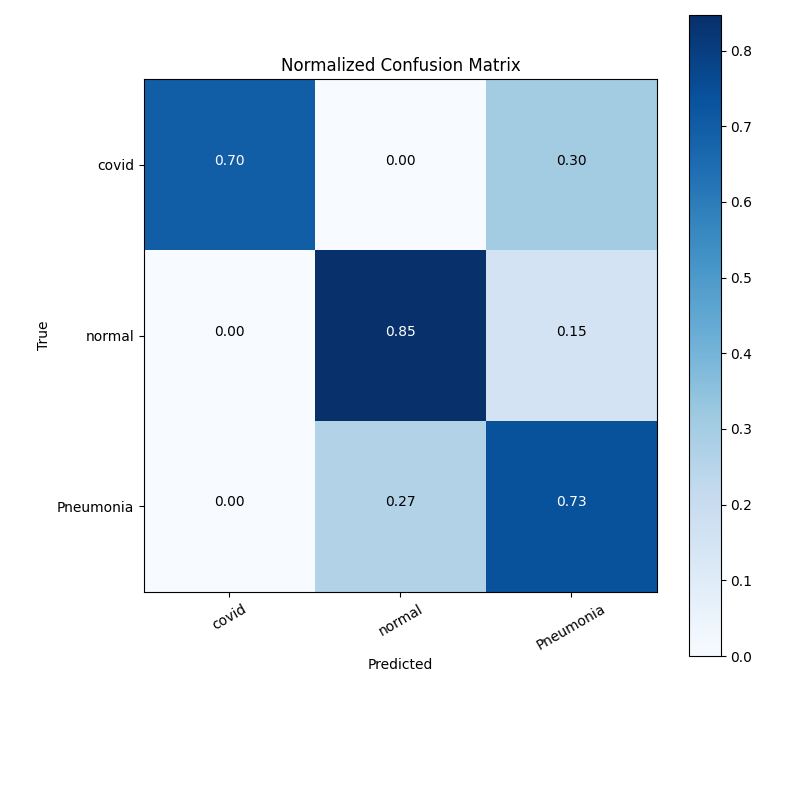 Normalized Confusion Matrix
True
covid
0.70
0.00
0.30
normal
0.00
0.85
0.15
Pneumonia
0.00
0.27
0.73
covid
normal
Pneumonia
Predicted
0.8
0.7
0.6
0.5
0.4
0.3
0.2
0.1
0.0